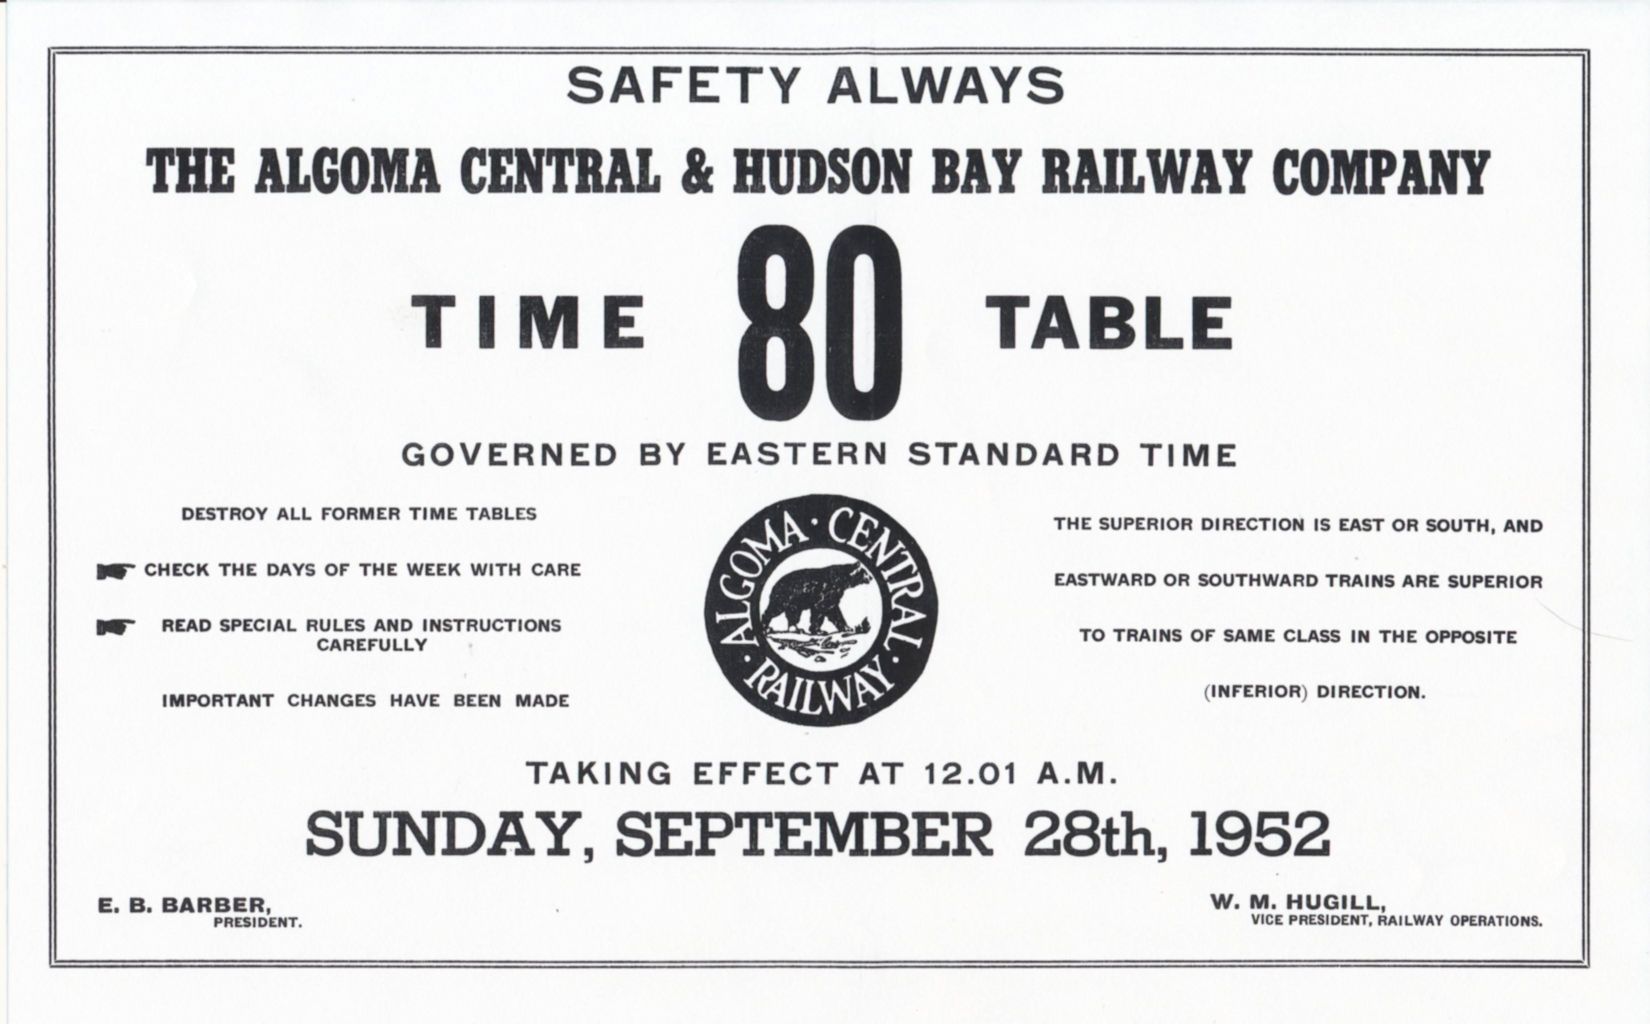 SAFETY ALWAYS
THE ALGOMA CENTRAL & HUDSON BAY RAILWAY COMPANY
TIME 80 TABLE
GOVERNED BY EASTERN STANDARD TIME
DESTROY ALL FORMER TIME TABLES
CHECK THE DAYS OF THE WEEK WITH CARE
READ SPECIAL RULES AND INSTRUCTIONS
CAREFULLY
IMPORTANT CHANGES HAVE BEEN MADE
ALGOMA · CENTRAL ·
RAILWAY ·
THE SUPERIOR DIRECTION IS EAST OR SOUTH, AND
EASTWARD OR SOUTHWARD TRAINS ARE SUPERIOR
TO TRAINS OF SAME CLASS IN THE OPPOSITE
(INFERIOR) DIRECTION.
TAKING EFFECT AT 12.01 A.M.
SUNDAY, SEPTEMBER 28th, 1952
E. B. BARBER,
PRESIDENT.
W. M. HUGILL,
VICE PRESIDENT, RAILWAY OPERATIONS.